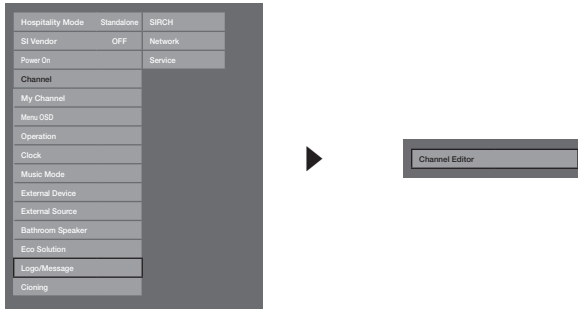 Hospitality Mode Standalone SIRCH
SI Vendor OFF Network
Power On Service
Channel
My Channel
Menu OSD
Operation
Clock
Music Mode
External Device
External Source
Bathroom Speaker
Eco Solution
Logo/Message
Cloning
Channel Editor